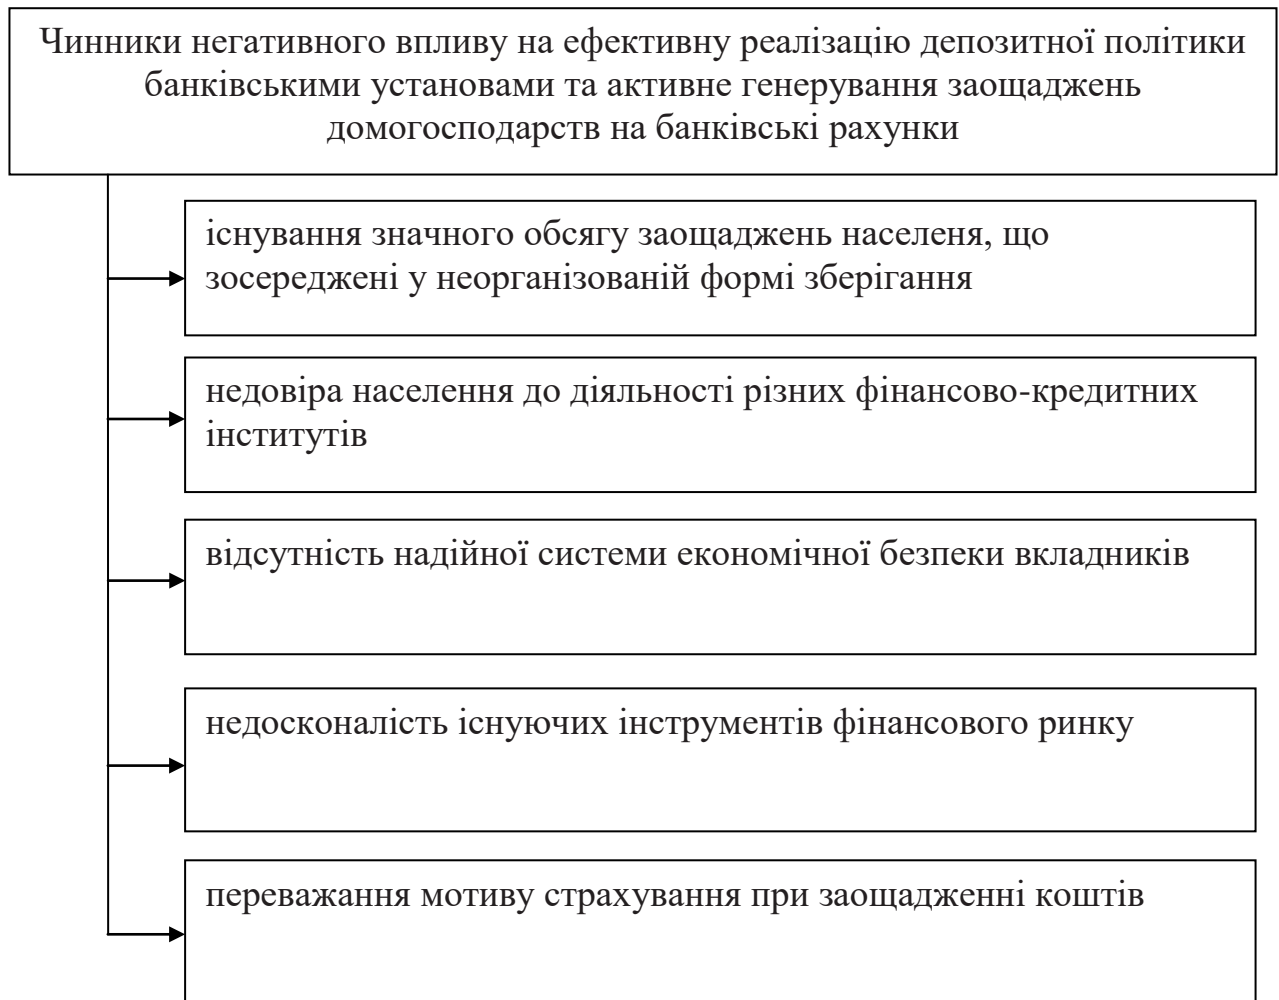 Чинники негативного впливу на ефективну реалізацію депозитної політики
банківськими установами та активне генерування заощаджень
домогосподарств на банківські рахунки
існування значного обсягу заощаджень населеня, що
зосереджені у неорганізованій формі зберігання
недовіра населення до діяльності різних фінансово-кредитних
інститутів
відсутність надійної системи економічної безпеки вкладників
недосконалість існуючих інструментів фінансового ринку
переважання мотиву страхування при заощадженні коштів